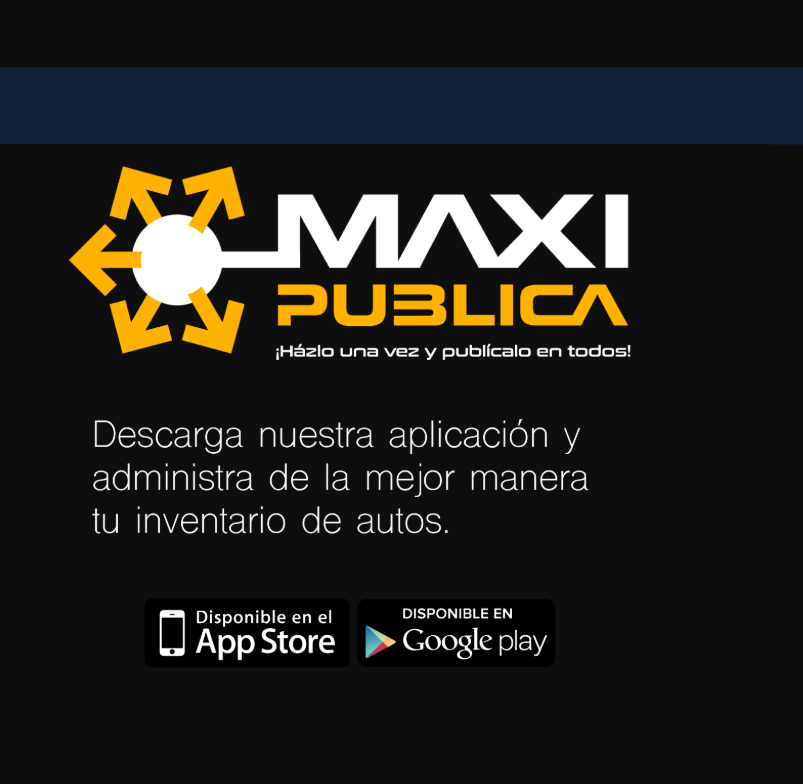 MAXI
PUBLICA
¡Házlo una vez y publícalo en todos!
Descarga nuestra aplicación y
administra de la mejor manera
tu inventario de autos.
Disponible en el
App Store
DISPONIBLE EN
Google play